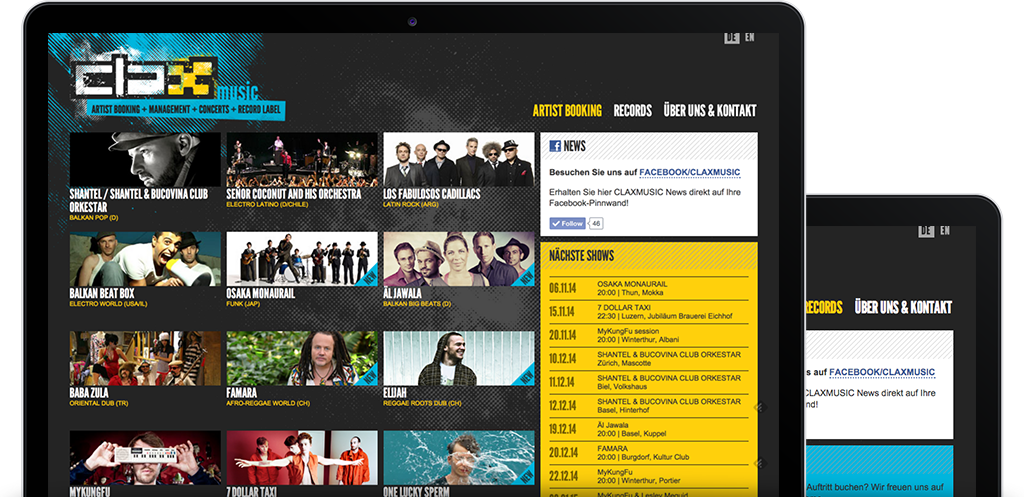 DE EN
clax music
ARTIST BOOKING + MANAGEMENT + CONCERTS + RECORD LABEL
ARTIST BOOKING RECORDS ÜBER UNS & KONTAKT
SHANTEL / SHANTEL & BUCOVINA CLUB
ORKESTAR
BALKAN POP (D)
SEÑOR COCONUT AND HIS ORCHESTRA
ELECTRO LATINO (D/CHILE)
LOS FABULOSOS CADILLACS
LATIN ROCK (ARG)
BALKAN BEAT BOX
ELECTRO WORLD (USA/IL)
NEW
OSAKA MONAURAIL
FUNK (JAP)
NEW
ÄL JAWALA
BALKAN BIG BEATS (D)
BABA ZULA
ORIENTAL DUB (TR)
NEW
FAMARA
AFRO-REGGAE WORLD (CH)
NEW
ELIJAH
REGGAE ROOTS DUB (CH)
MYKUNGFU
7 DOLLAR TAXI
NEW
ONE LUCKY SPERM
f NEWS
Besuchen Sie uns auf FACEBOOK/CLAXMUSIC
Erhalten Sie hier CLAXMUSIC News direkt auf Ihre
Facebook-Pinnwand!
Follow 46
NÄCHSTE SHOWS
06.11.14 OSAKA MONAURAIL
20:00 | Thun, Mokka
15.11.14 7 DOLLAR TAXI
22:30 | Luzern, Jubiläum Brauerei Eichhof
20.11.14 MyKungFu session
20:00 | Winterthur, Albani
10.12.14 SHANTEL & BUCOVINA CLUB ORKESTAR
Zürich, Mascotte
11.12.14 SHANTEL & BUCOVINA CLUB ORKESTAR
Biel, Volkshaus
12.12.14 SHANTEL & BUCOVINA CLUB ORKESTAR
Basel, Hinterhof
19.12.14 Äl Jawala
20:00 | Basel, Kuppel
20.12.14 FAMARA
20:00 | Burgdorf, Kultur Club
22.12.14 MyKungFu
20:00 | Winterthur, Portier
MyKungFu & Lesley Meguid
DE EN
RECORDS ÜBER UNS & KONTAKT
s auf FACEBOOK/CLAXMUSIC
CLAXMUSIC News direkt auf Ihre
nd!
Auftritt buchen? Wir freuen uns auf